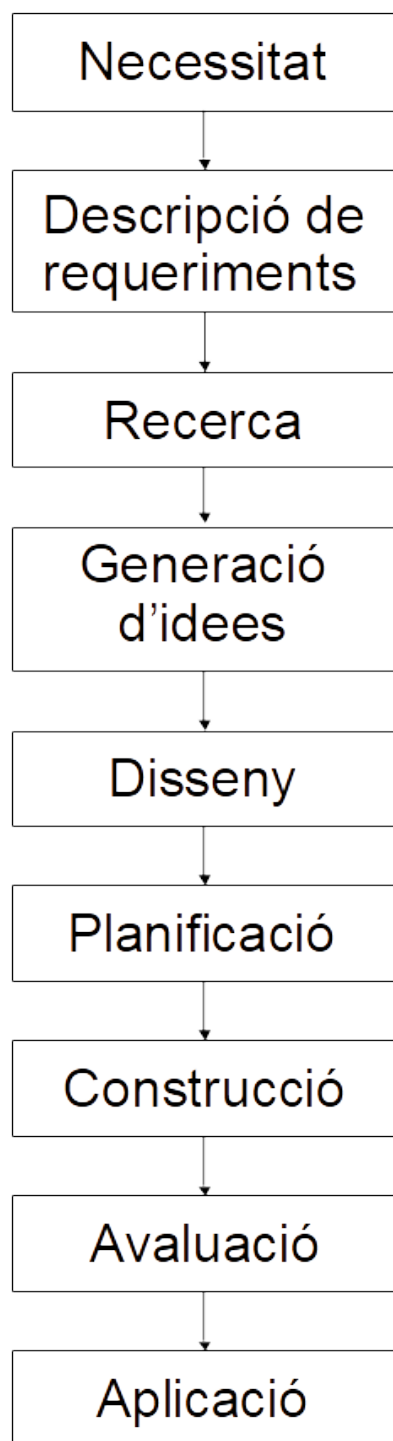 Necessitat
Descripció de
requeriments
Recerca
Generació
d’idees
Disseny
Planificació
Construcció
Avaluació
Aplicació